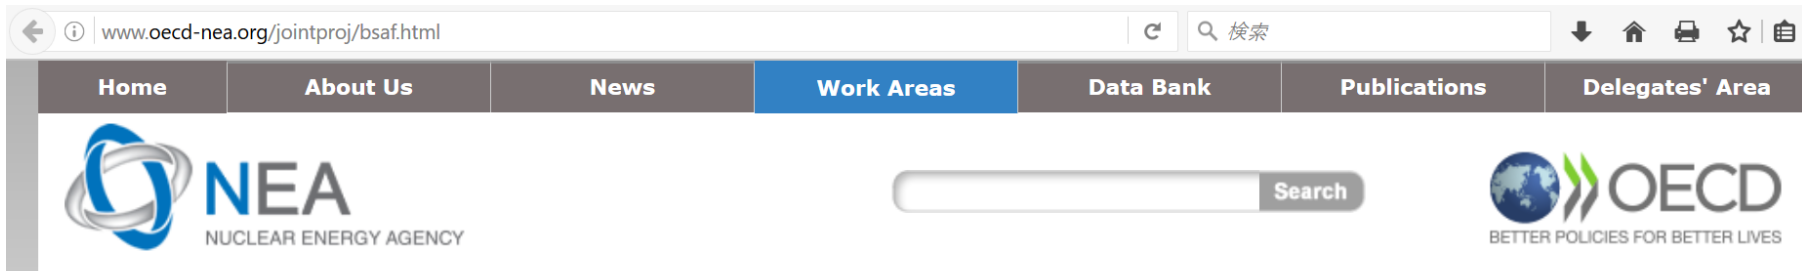 www.oecd-nea.org/jointproj/bsaf.html 検索
Home About Us News Work Areas Data Bank Publications Delegates' Area
NEA
NUCLEAR ENERGY AGENCY
Search
OECD
BETTER POLICIES FOR BETTER LIVES